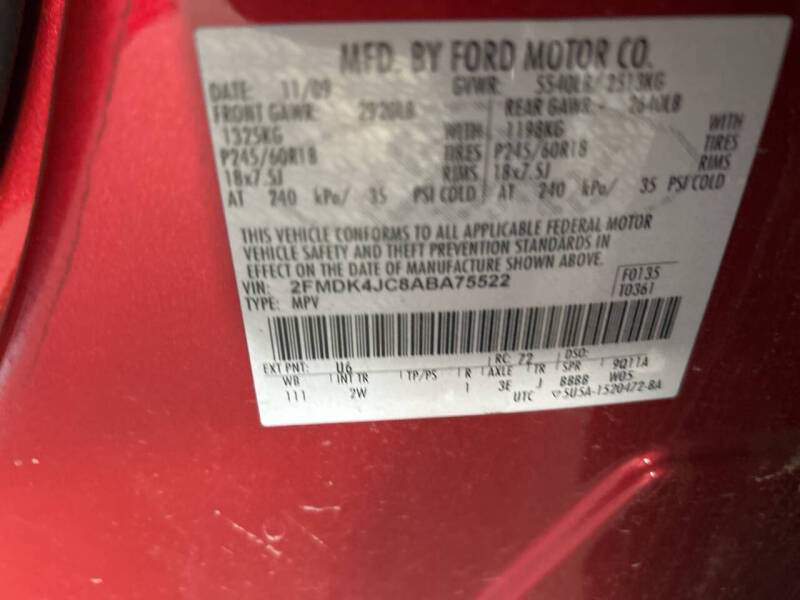 MFD. BY FORD MOTOR CO.
DATE: 11/09 GVWR: 5540LB/ 2513KG
FRONT GAWR: 2920LB REAR GAWR: 2640LB
1325KG WITH 1198KG WITH
P245/60R18 TIRES P245/60R18 TIRES
18x7.5J RIMS 18x7.5J RIMS
AT 240 kPa/ 35 PSI COLD AT 240 kPa/ 35 PSI COLD
THIS VEHICLE CONFORMS TO ALL APPLICABLE FEDERAL MOTOR
VEHICLE SAFETY AND THEFT PREVENTION STANDARDS IN
EFFECT ON THE DATE OF MANUFACTURE SHOWN ABOVE.
VIN: 2FMDK4JC8ABA75522 F0135
TYPE: MPV T0361
EXT PNT: U6 RC: 72 DSO:
WB INT TR TP/PS R AXLE TR SPR 9Q11A
111 2W 1 3E J BBBB W05
UTC ▽5U5A-1520472-BA